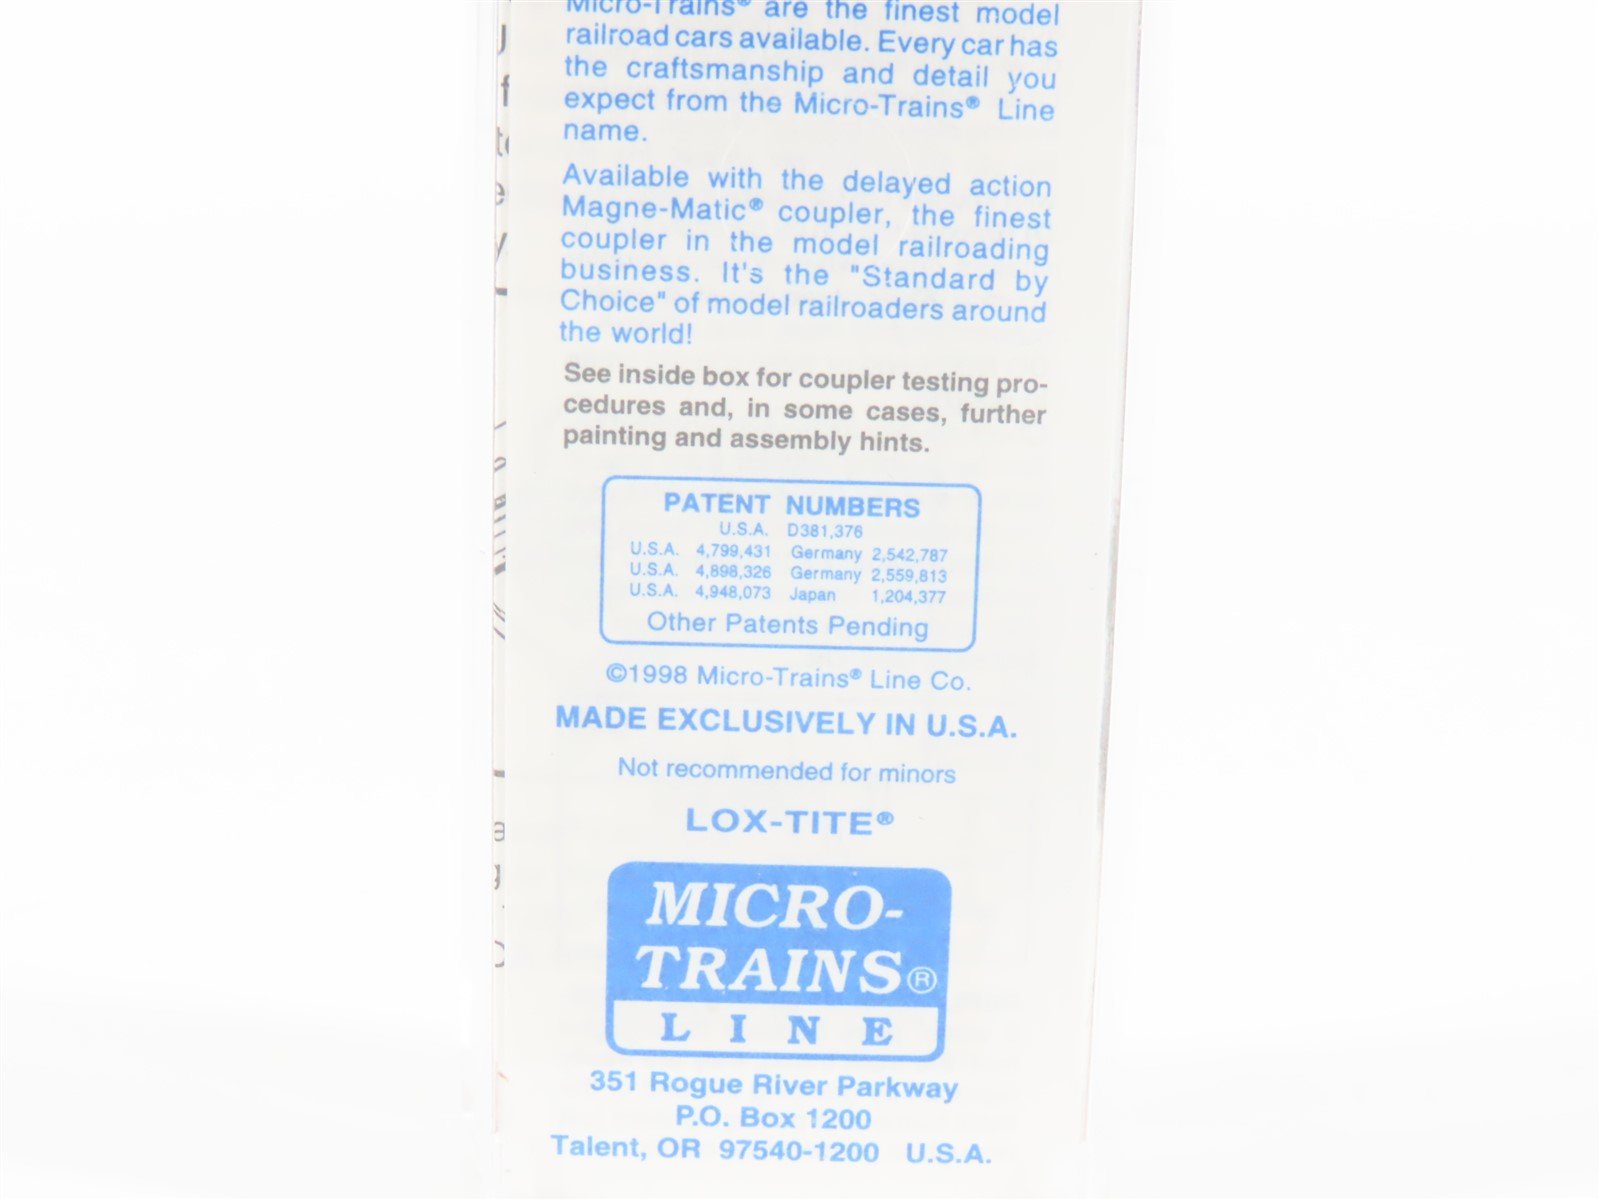 Micro-Trains® are the finest model
railroad cars available. Every car has
the craftsmanship and detail you
expect from the Micro-Trains® Line
name.
Available with the delayed action
Magne-Matic® coupler, the finest
coupler in the model railroading
business. It's the "Standard by
Choice" of model railroaders around
the world!
See inside box for coupler testing pro-
cedures and, in some cases, further
painting and assembly hints.
PATENT NUMBERS
U.S.A. D381,376
U.S.A. 4,799,431 Germany 2,542,787
U.S.A. 4,898,326 Germany 2,559,813
U.S.A. 4,948,073 Japan 1,204,377
Other Patents Pending
©1998 Micro-Trains® Line Co.
MADE EXCLUSIVELY IN U.S.A.
Not recommended for minors
LOX-TITE®
MICRO-
TRAINS®
LINE
351 Rogue River Parkway
P.O. Box 1200
Talent, OR 97540-1200 U.S.A.